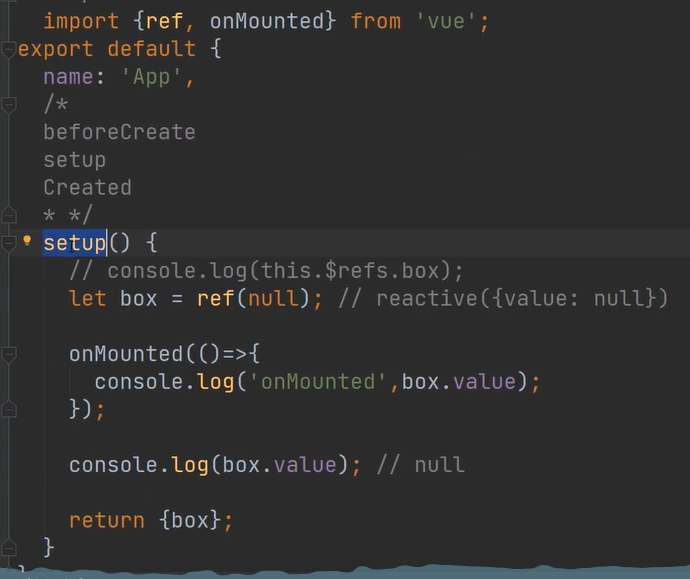 import {ref, onMounted} from 'vue';
export default {
name: 'App',
/*
beforeCreate
setup
Created
* */
setup() {
// console.log(this.$refs.box);
let box = ref(null); // reactive({value: null})
onMounted(()=>{
console.log('onMounted',box.value);
});
console.log(box.value); // null
return {box};
}